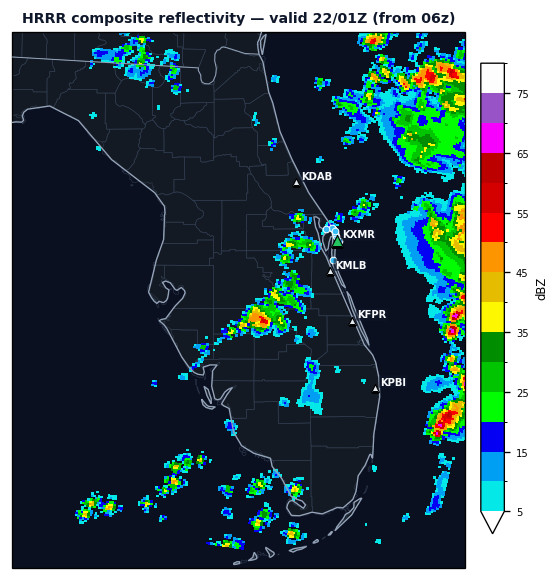 HRRR composite reflectivity — valid 22/01Z (from 06z)
KDAB
KXMR
KMLB
KFPR
KPBI
75
65
55
45
35
25
15
5
dBZ